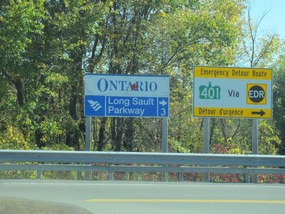 ONTARIO
Long Sault
Parkway
3
Emergency Detour Route
401 Via EDR
Détour d'urgence